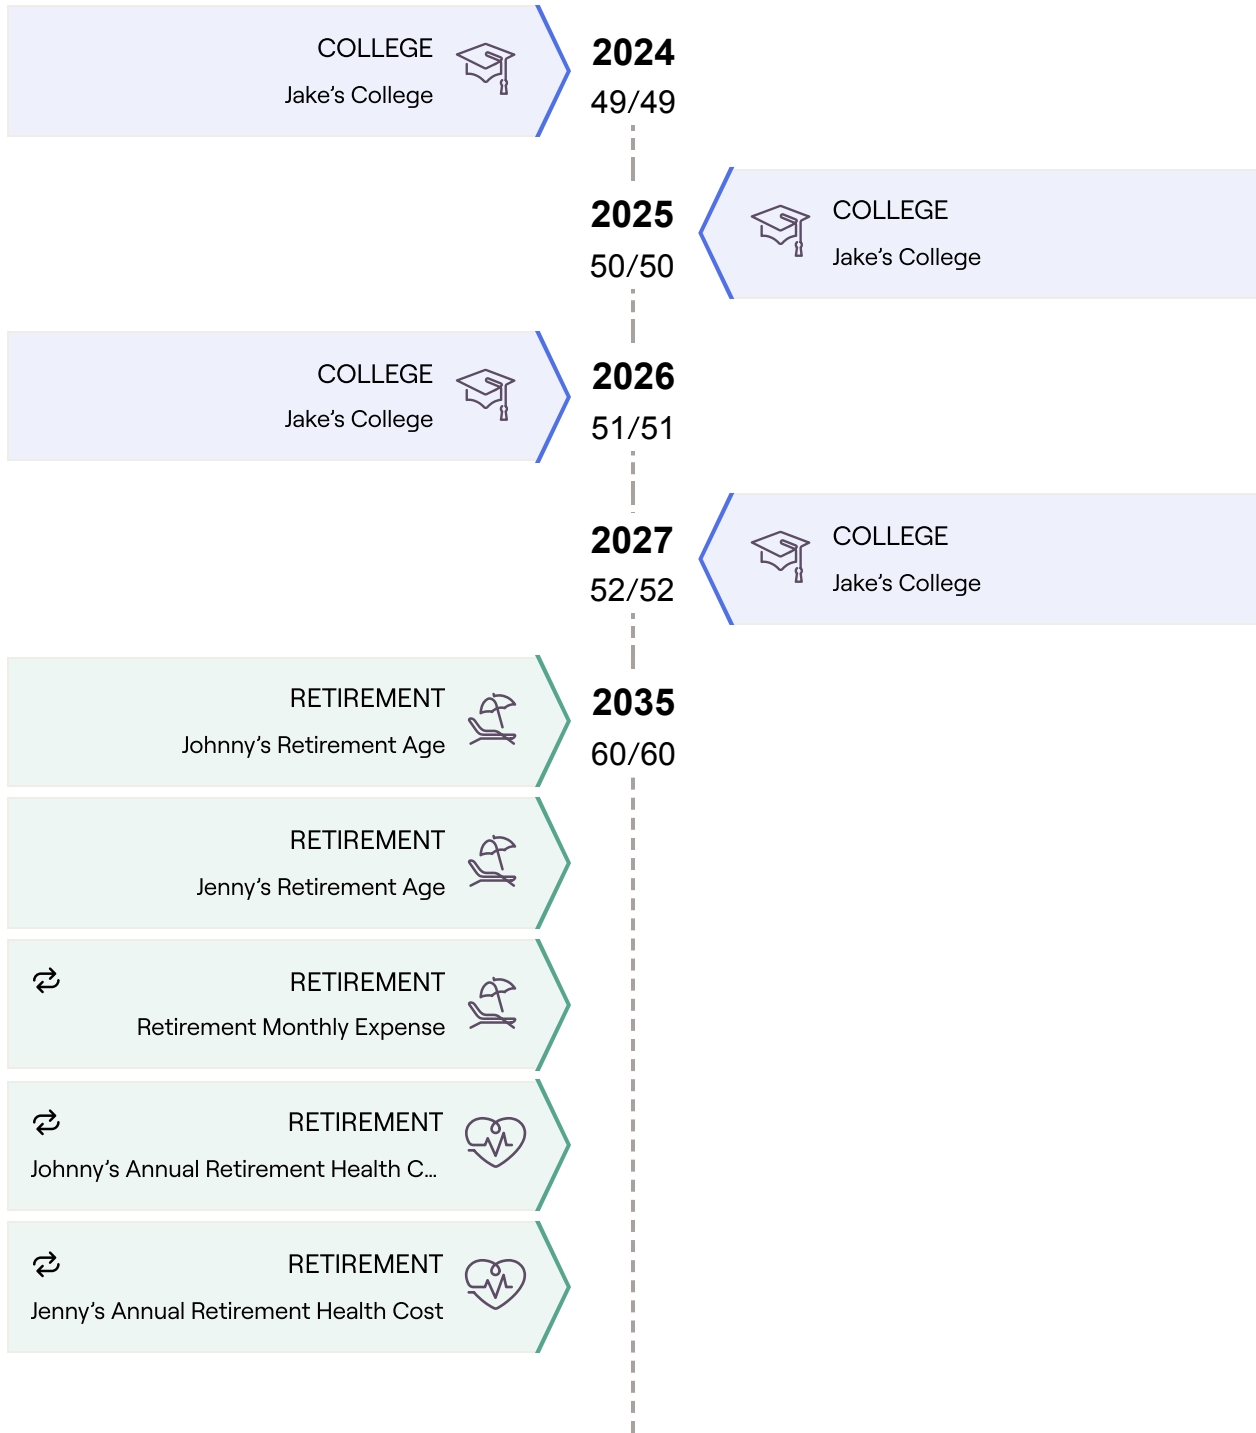 COLLEGE
Jake's College
2024
49/49
2025
50/50
COLLEGE
Jake's College
COLLEGE
Jake's College
2026
51/51
2027
52/52
COLLEGE
Jake's College
RETIREMENT
Johnny's Retirement Age
2035
60/60
RETIREMENT
Jenny's Retirement Age
RETIREMENT
Retirement Monthly Expense
RETIREMENT
Johnny's Annual Retirement Health C...
RETIREMENT
Jenny's Annual Retirement Health Cost